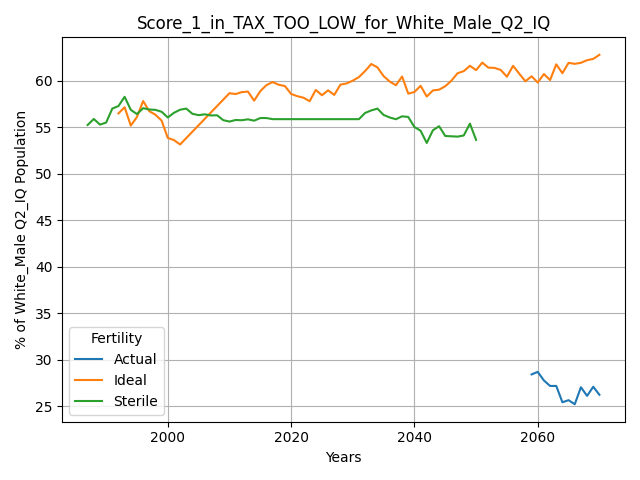 Score_1_in_TAX_TOO_LOW_for_White_Male_Q2_IQ
% of White_Male Q2_IQ Population
60
55
50
45
40
35
30
25
Fertility
Actual
Ideal
Sterile
2000
2020
2040
2060
Years